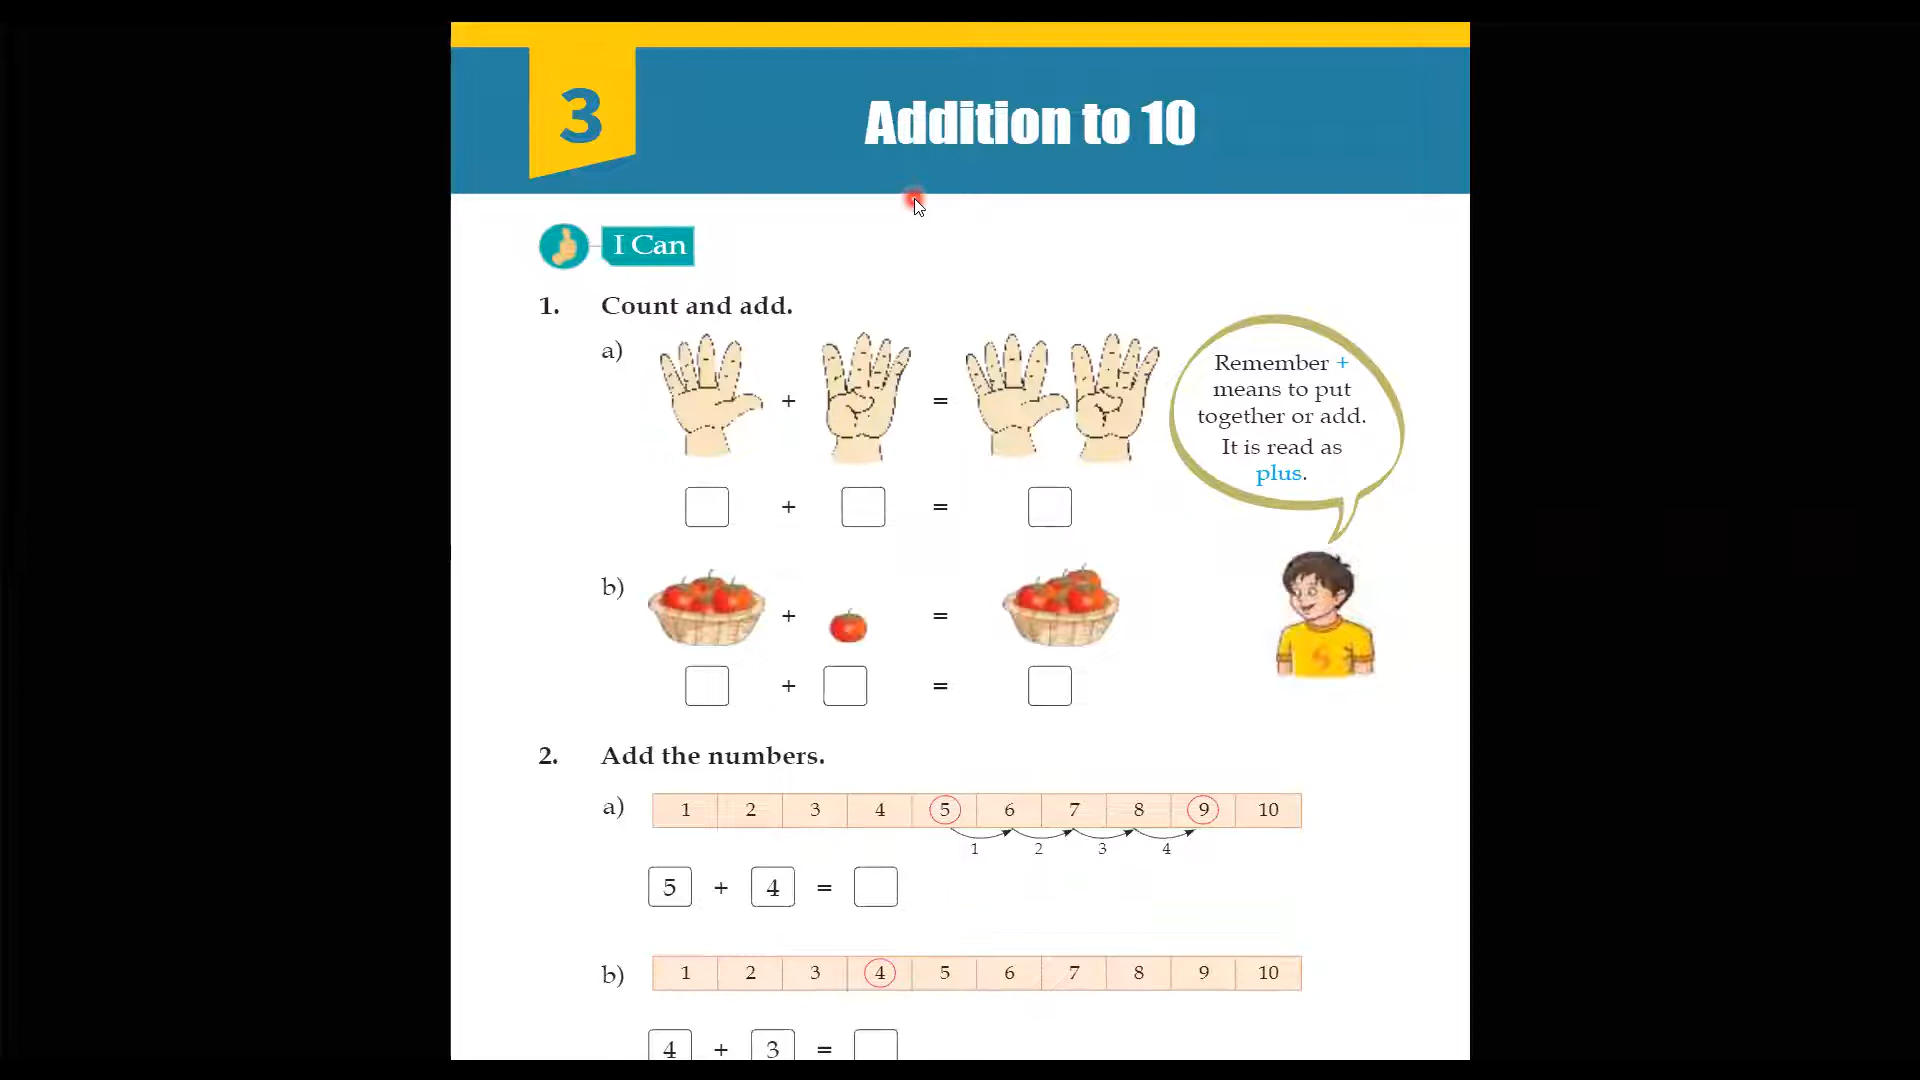 3
Addition to 10
I Can
1. Count and add.
a)
+ =
Remember +
means to put
together or add.
It is read as
plus.
+ =
b)
+ =
+ =
2. Add the numbers.
a) 1 2 3 4 5 6 7 8 9 10
1 2 3 4
5 + 4 =
b) 1 2 3 4 5 6 7 8 9 10
4 + 3 =